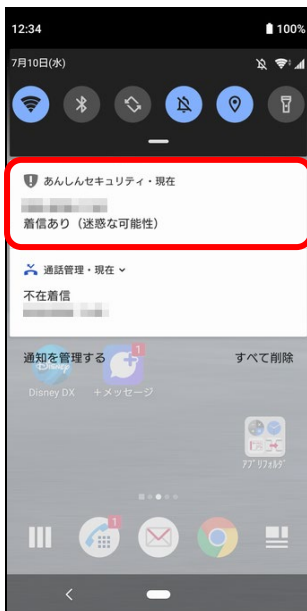 12:34
100%
7月10日(水)
あんしんセキュリティ・現在
着信あり（迷惑な可能性）
通話管理・現在
不在着信
通知を管理する
すべて削除
1
Disney DX
＋メッセージ
ｱﾌﾟﾘﾌｫﾙﾀﾞ
1